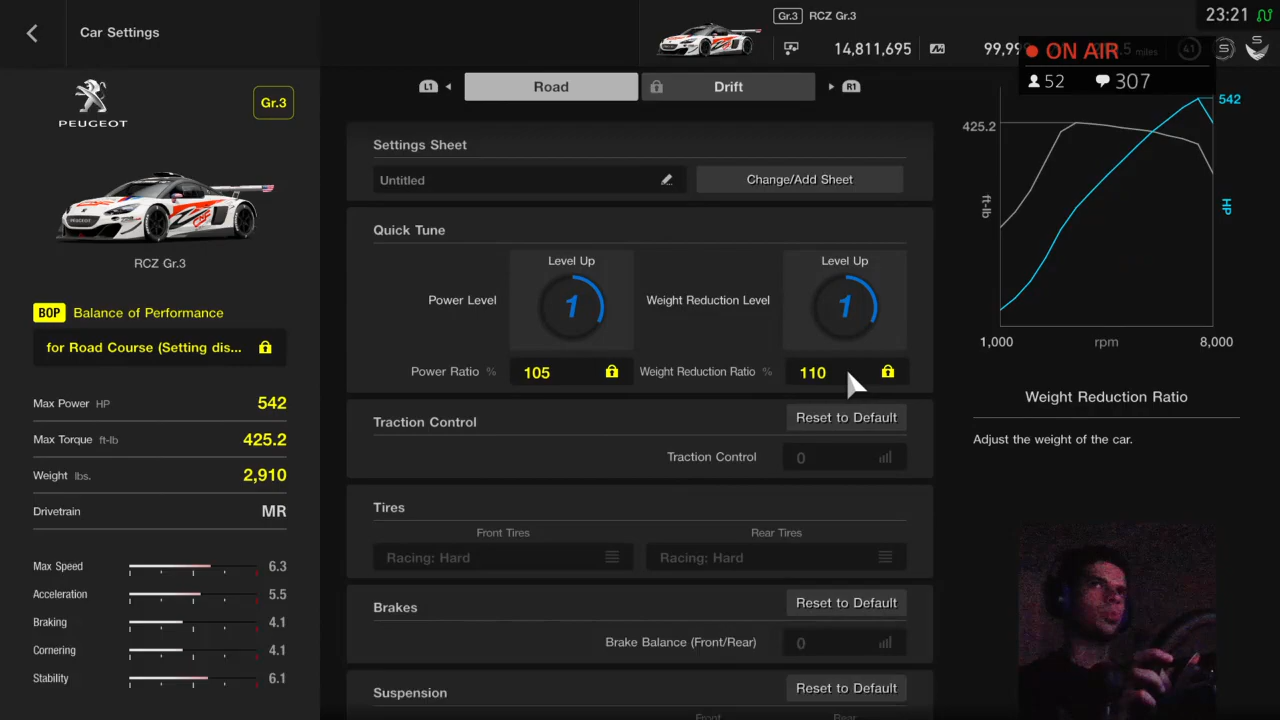 Car Settings
Gr.3 RCZ Gr.3
14,811,695
23:21
ON AIR
miles
41
S
S
52
307
PEUGEOT
Gr.3
RCZ Gr.3
BOP Balance of Performance
for Road Course (Setting dis...
Max Power HP 542
Max Torque ft-lb 425.2
Weight lbs. 2,910
Drivetrain MR
Max Speed 6.3
Acceleration 5.5
Braking 4.1
Cornering 4.1
Stability 6.1
L1 Road Drift R1
Settings Sheet
Untitled Change/Add Sheet
Quick Tune
Level Up Level Up
Power Level 1 Weight Reduction Level 1
Power Ratio % 105 Weight Reduction Ratio % 110
Traction Control Reset to Default
Traction Control 0
Tires
Front Tires Rear Tires
Racing: Hard Racing: Hard
Brakes Reset to Default
Brake Balance (Front/Rear) 0
Suspension Reset to Default
Front Rear
542
425.2
ft-lb HP
1,000 rpm 8,000
Weight Reduction Ratio
Adjust the weight of the car.